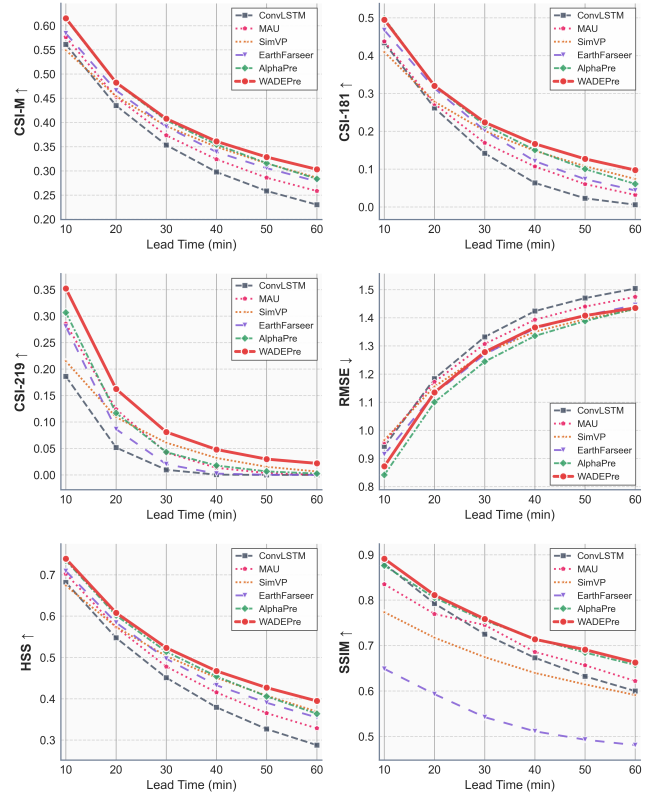 CSI-M ↑
0.60
0.55
0.50
0.45
0.40
0.35
0.30
0.25
0.20
10 20 30 40 50 60
Lead Time (min)
ConvLSTM
MAU
SimVP
EarthFarseer
AlphaPre
WADEPre
CSI-181 ↑
0.5
0.4
0.3
0.2
0.1
0.0
10 20 30 40 50 60
Lead Time (min)
ConvLSTM
MAU
SimVP
EarthFarseer
AlphaPre
WADEPre
CSI-219 ↑
0.35
0.30
0.25
0.20
0.15
0.10
0.05
0.00
10 20 30 40 50 60
Lead Time (min)
ConvLSTM
MAU
SimVP
EarthFarseer
AlphaPre
WADEPre
RMSE ↓
1.5
1.4
1.3
1.2
1.1
1.0
0.9
0.8
10 20 30 40 50 60
Lead Time (min)
ConvLSTM
MAU
SimVP
EarthFarseer
AlphaPre
WADEPre
HSS ↑
0.7
0.6
0.5
0.4
0.3
10 20 30 40 50 60
Lead Time (min)
ConvLSTM
MAU
SimVP
EarthFarseer
AlphaPre
WADEPre
SSIM ↑
0.9
0.8
0.7
0.6
0.5
10 20 30 40 50 60
Lead Time (min)
ConvLSTM
MAU
SimVP
EarthFarseer
AlphaPre
WADEPre